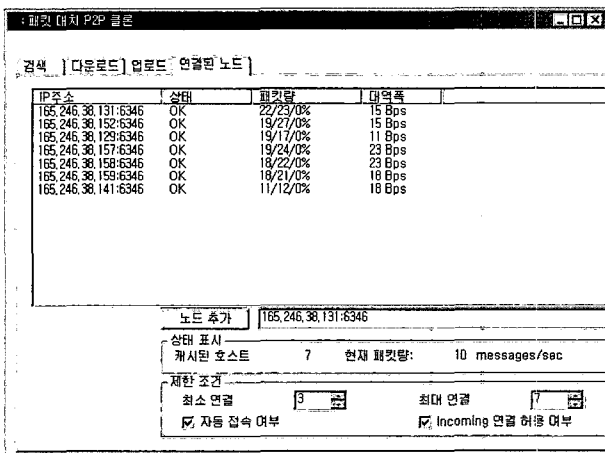 : 패킷 대치 P2P 클론
검색 다운로드 업로드 연결된 노드
IP주소 상태 패킷량 대역폭
165,246,38,131:6346 OK 22/23/0% 15 Bps
165,246,38,152:6346 OK 19/27/0% 15 Bps
165,246,38,129:6346 OK 19/17/0% 11 Bps
165,246,38,157:6346 OK 19/24/0% 23 Bps
165,246,38,158:6346 OK 18/22/0% 23 Bps
165,246,38,159:6346 OK 18/21/0% 18 Bps
165,246,38,141:6346 OK 11/12/0% 18 Bps
노드 추가 165,246,38,131:6346
상태 표시
캐시된 호스트 7 현재 패킷량: 10 messages/sec
제한 조건
최소 연결 3 최대 연결 7
자동 접속 여부 Incoming 연결 허용 여부